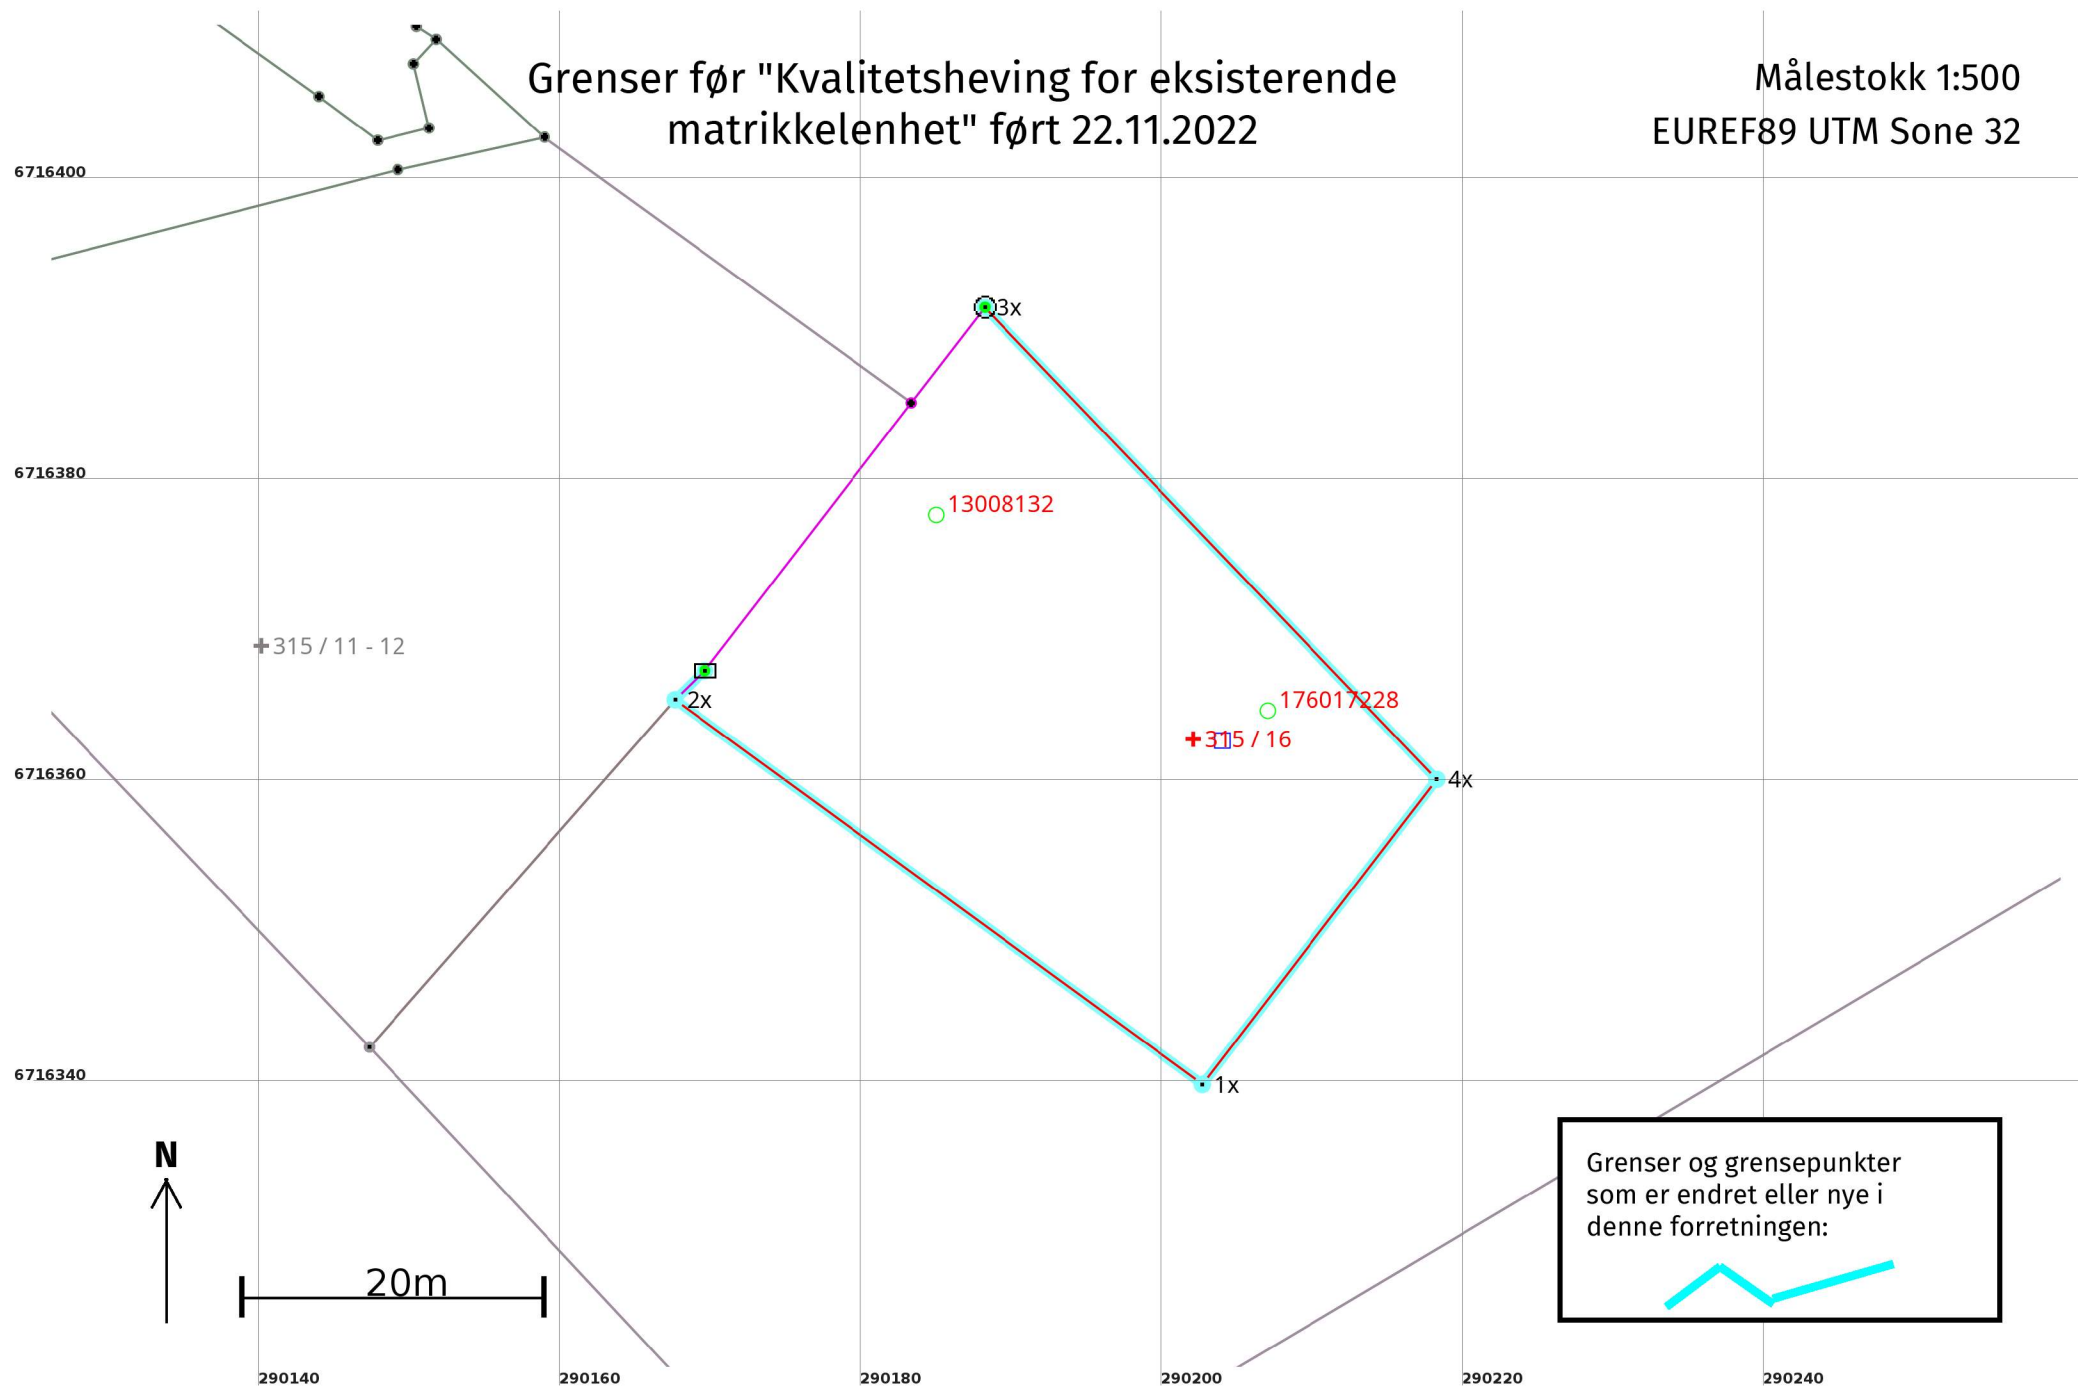 Grenser før "Kvalitetsheving for eksisterende
matrikkelenhet" ført 22.11.2022
Målestokk 1:500
EUREF89 UTM Sone 32
6716400
3x
6716380
13008132
315 / 11 - 12
2x
176017228
315 / 16
6716360
4x
6716340
1x
N
20m
Grenser og grensepunkter
som er endret eller nye i
denne forretningen:
290140
290160
290180
290200
290220
290240